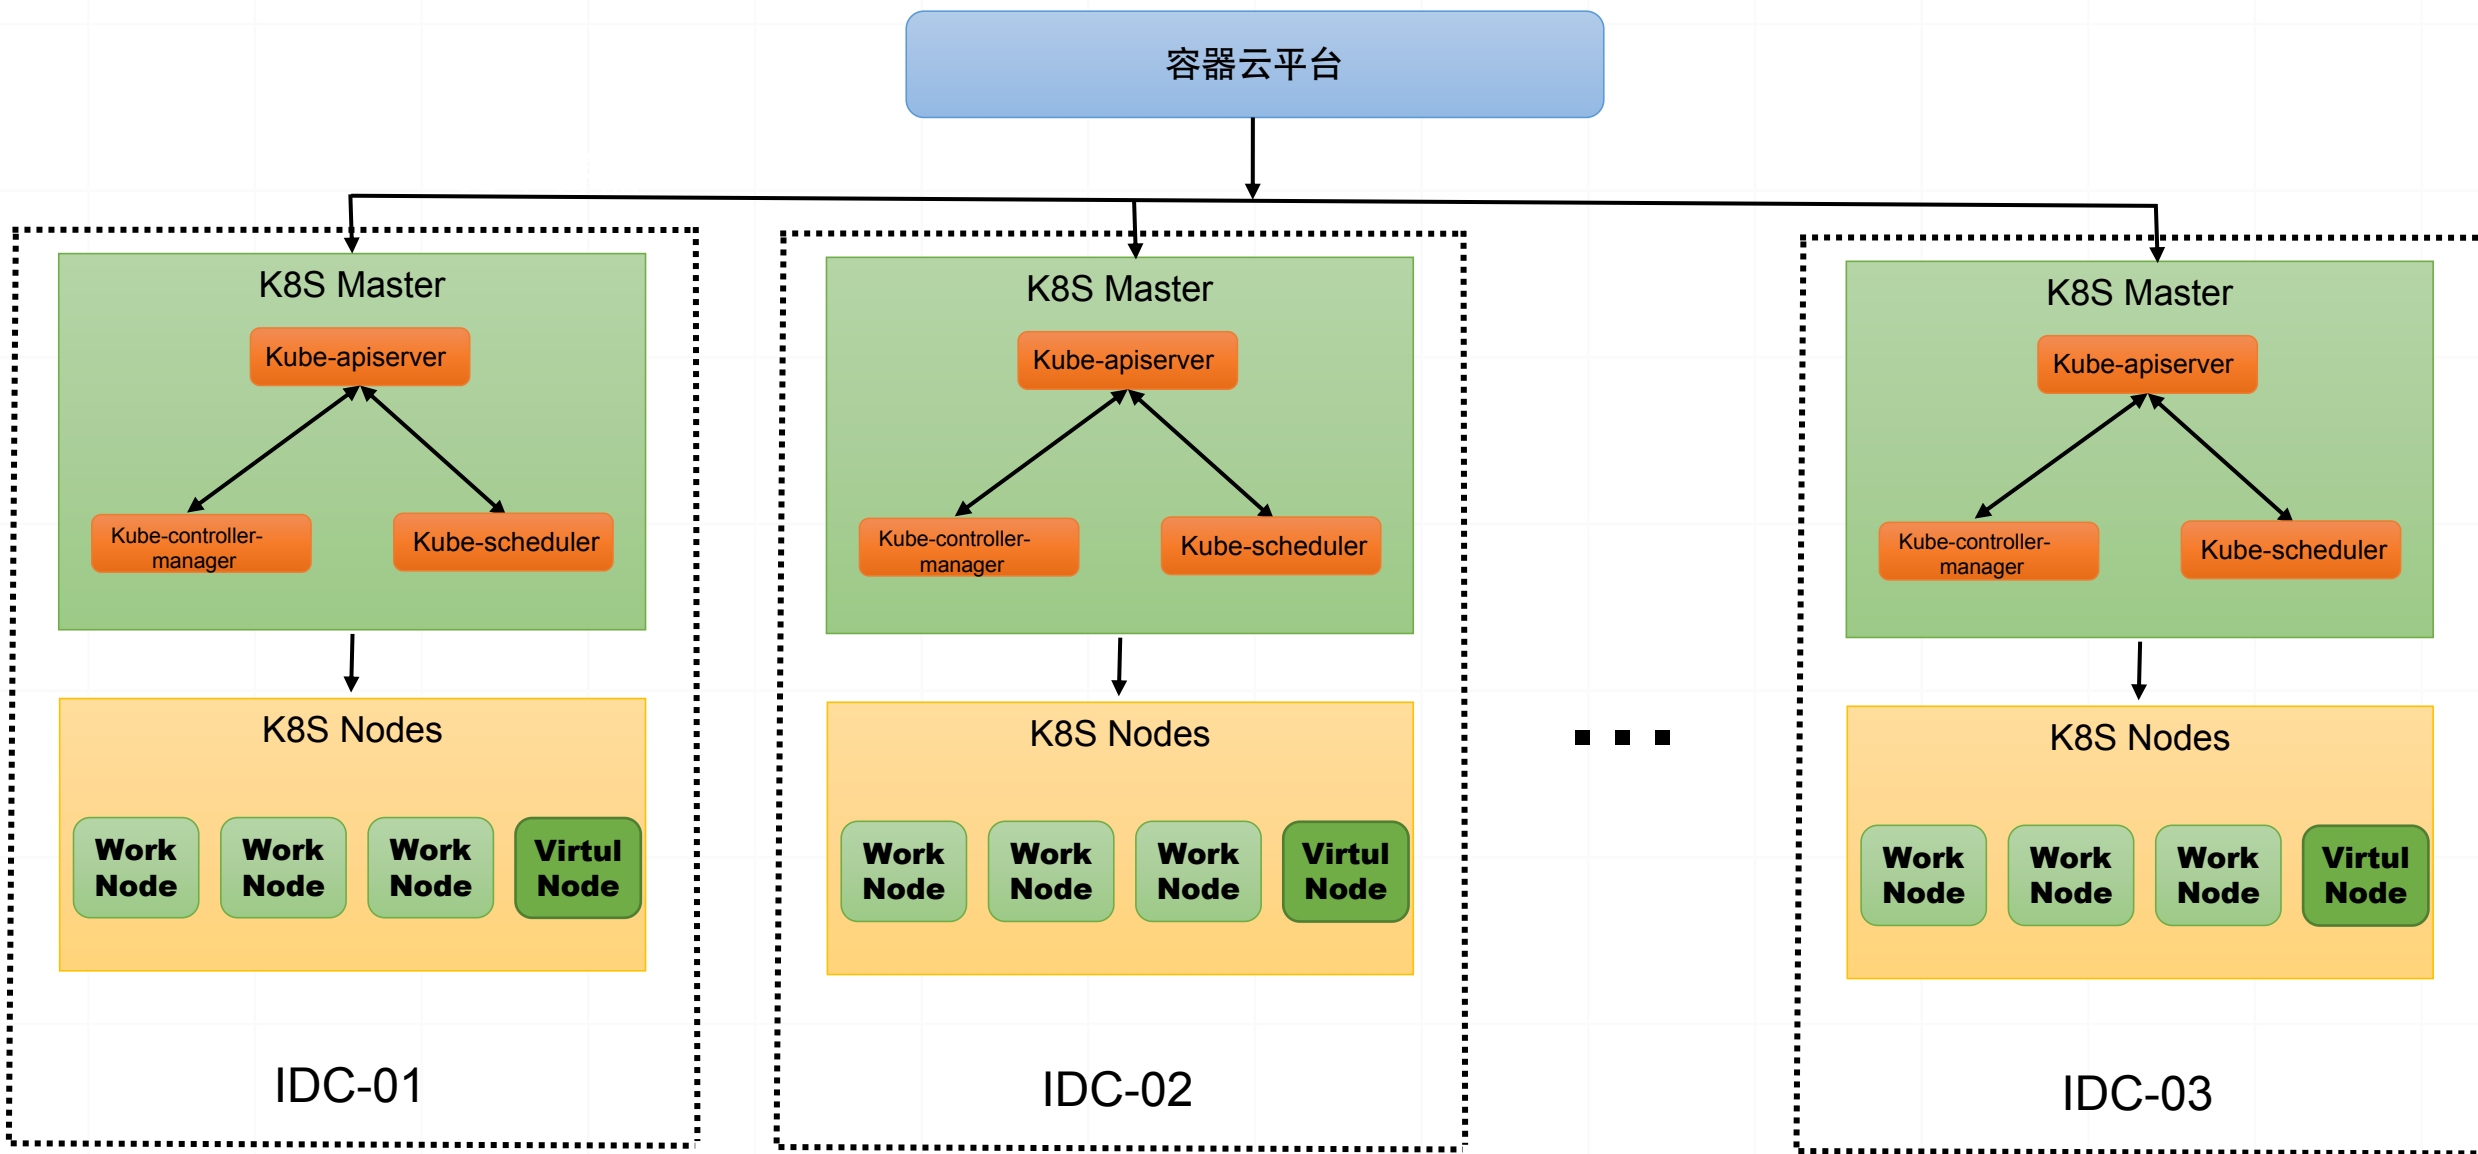 容器云平台
K8S Master
Kube-apiserver
Kube-controller-
manager
Kube-scheduler
K8S Nodes
Work
Node
Work
Node
Work
Node
Virtul
Node
IDC-01
K8S Master
Kube-apiserver
Kube-controller-
manager
Kube-scheduler
K8S Nodes
Work
Node
Work
Node
Work
Node
Virtul
Node
IDC-02
K8S Master
Kube-apiserver
Kube-controller-
manager
Kube-scheduler
K8S Nodes
Work
Node
Work
Node
Work
Node
Virtul
Node
IDC-03